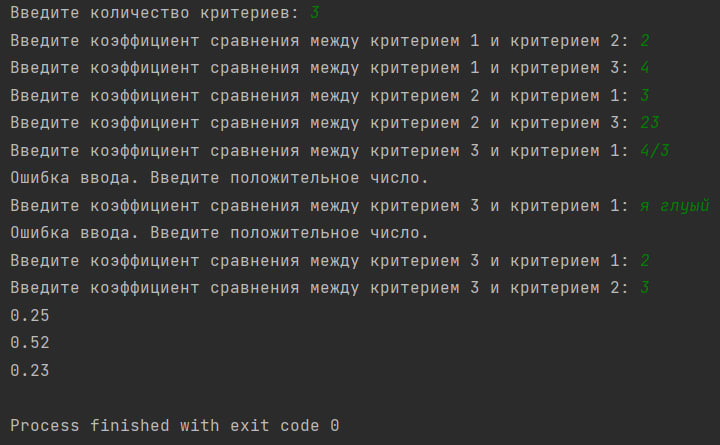 Введите количество критериев: 3
Введите коэффициент сравнения между критерием 1 и критерием 2: 2
Введите коэффициент сравнения между критерием 1 и критерием 3: 4
Введите коэффициент сравнения между критерием 2 и критерием 1: 3
Введите коэффициент сравнения между критерием 2 и критерием 3: 23
Введите коэффициент сравнения между критерием 3 и критерием 1: 4/3
Ошибка ввода. Введите положительное число.
Введите коэффициент сравнения между критерием 3 и критерием 1: я глуый
Ошибка ввода. Введите положительное число.
Введите коэффициент сравнения между критерием 3 и критерием 1: 2
Введите коэффициент сравнения между критерием 3 и критерием 2: 3
0.25
0.52
0.23
Process finished with exit code 0